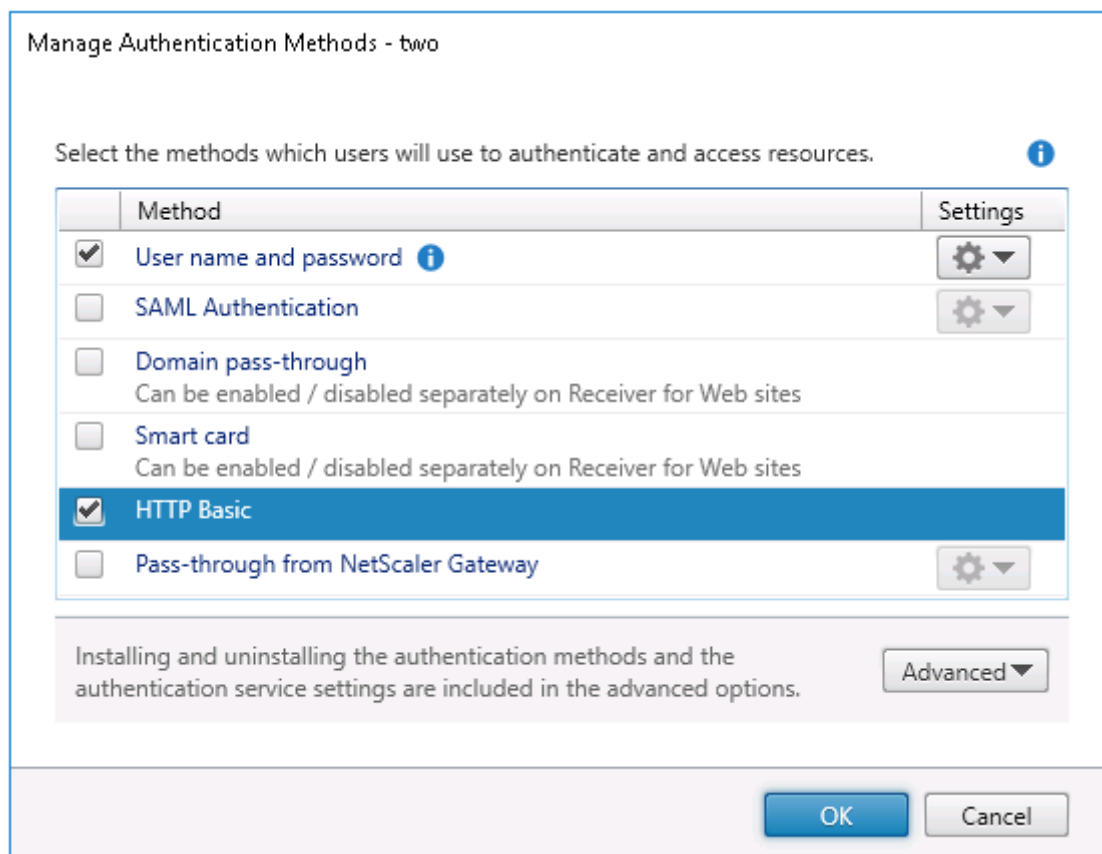 Manage Authentication Methods - two
Select the methods which users will use to authenticate and access resources.
Method Settings
User name and password
SAML Authentication
Domain pass-through
Can be enabled / disabled separately on Receiver for Web sites
Smart card
Can be enabled / disabled separately on Receiver for Web sites
HTTP Basic
Pass-through from NetScaler Gateway
Installing and uninstalling the authentication methods and the
authentication service settings are included in the advanced options.
Advanced
OK Cancel